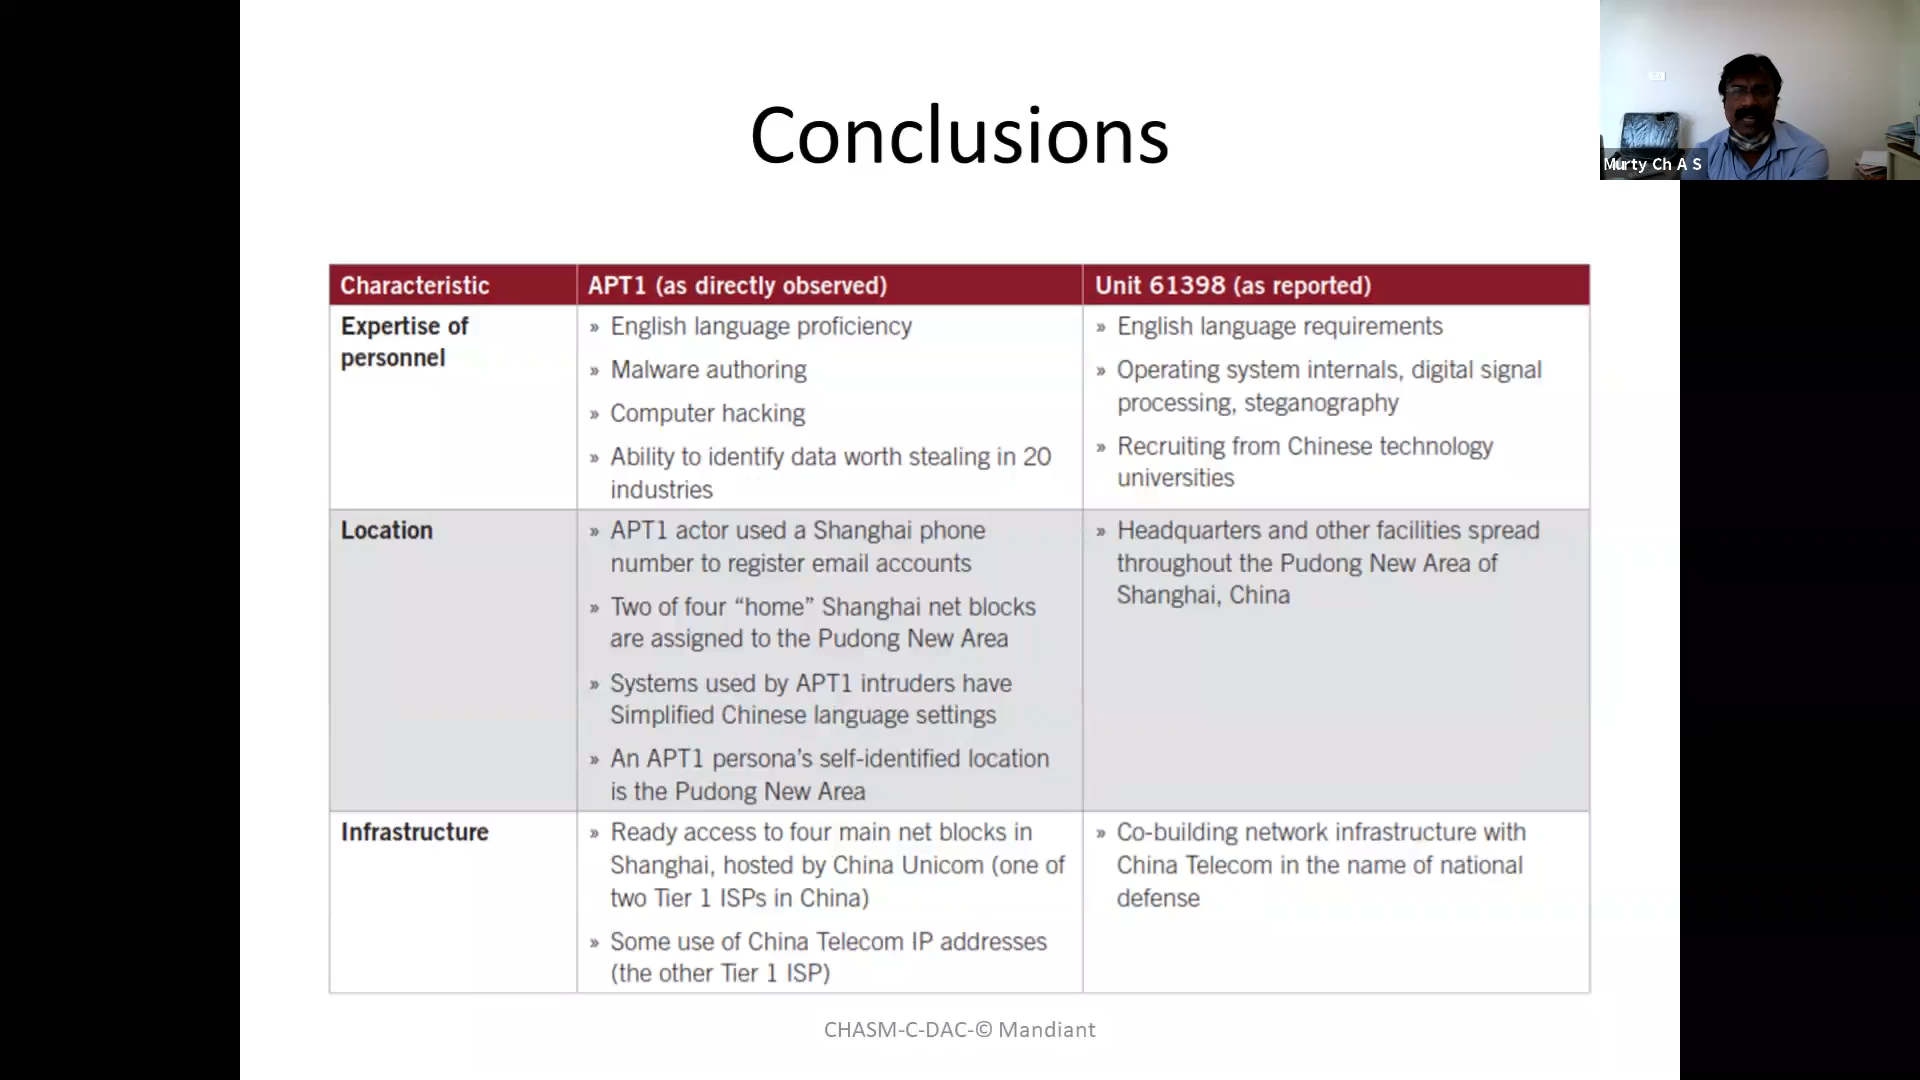 Conclusions
Murty Ch A S
Characteristic
APT1 (as directly observed)
Unit 61398 (as reported)
Expertise of
personnel
» English language proficiency
» Malware authoring
» Computer hacking
» Ability to identify data worth stealing in 20
industries
» English language requirements
» Operating system internals, digital signal
processing, steganography
» Recruiting from Chinese technology
universities
Location
» APT1 actor used a Shanghai phone
number to register email accounts
» Two of four “home” Shanghai net blocks
are assigned to the Pudong New Area
» Systems used by APT1 intruders have
Simplified Chinese language settings
» An APT1 persona’s self-identified location
is the Pudong New Area
» Headquarters and other facilities spread
throughout the Pudong New Area of
Shanghai, China
Infrastructure
» Ready access to four main net blocks in
Shanghai, hosted by China Unicom (one of
two Tier 1 ISPs in China)
» Some use of China Telecom IP addresses
(the other Tier 1 ISP)
» Co-building network infrastructure with
China Telecom in the name of national
defense
CHASM-C-DAC-© Mandiant